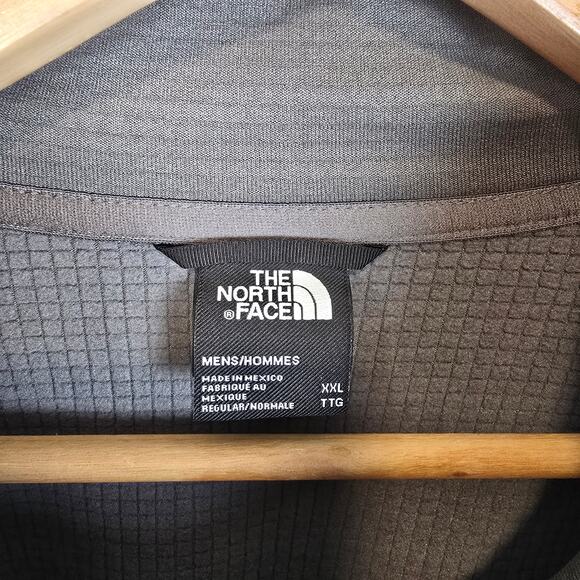 THE
NORTH
® FACE
MENS/HOMMES
MADE IN MEXICO
FABRIQUÉ AU
MEXIQUE
REGULAR/NORMALE
XXL
TTG